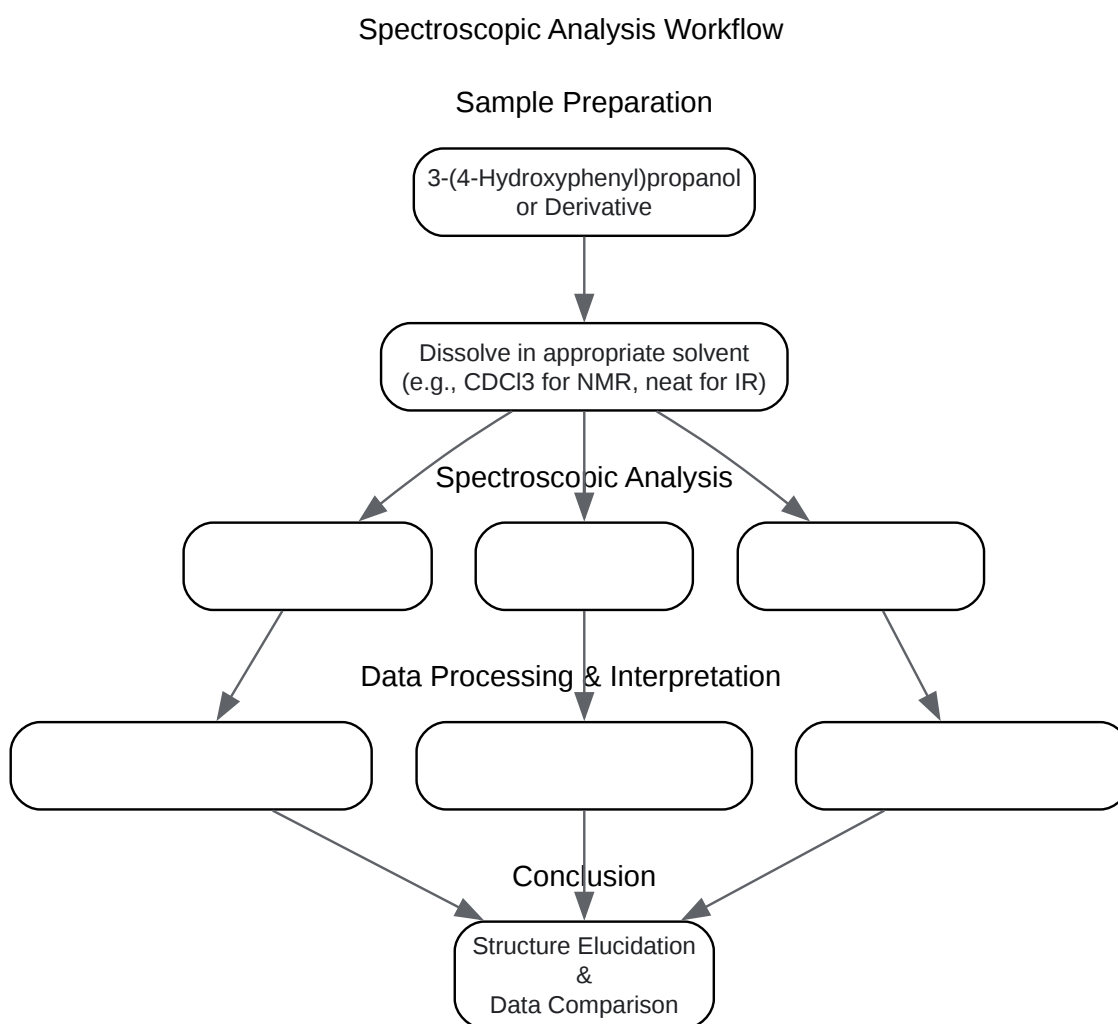 Spectroscopic Analysis Workflow
Sample Preparation
3-(4-Hydroxyphenyl)propanol
or Derivative
Dissolve in appropriate solvent
(e.g., CDCl3 for NMR, neat for IR)
Spectroscopic Analysis
Data Processing & Interpretation
Conclusion
Structure Elucidation
&
Data Comparison